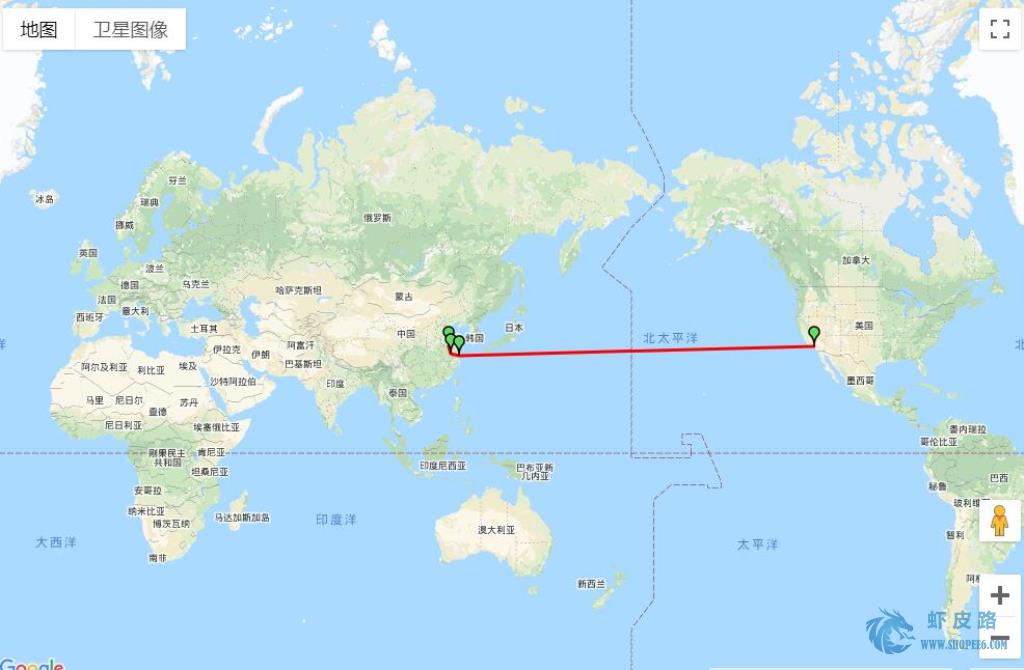 地图 卫星图像
冰岛
芬兰
瑞典
挪威
俄罗斯
英国
波兰
德国
乌克兰
法国
哈萨克斯坦
蒙古
加拿大
意大利
西班牙
土耳其
中国
韩国
日本
北太平洋
美国
伊拉克
伊朗
阿富汗
巴基斯坦
阿尔及利亚
利比亚
埃及
沙特阿拉伯
印度
墨西哥
马里
尼日尔
乍得
苏丹
泰国
尼日利亚
埃塞俄比亚
委内瑞拉
哥伦比亚
刚果民主
共和国
肯尼亚
坦桑尼亚
印度尼西亚
巴布亚新
几内亚
秘鲁
巴西
安哥拉
纳米比亚
博茨瓦纳
马达加斯加岛
印度洋
澳大利亚
玻利维
智利
大西洋
南非
太平洋
新西兰
阿根
虾皮路
WWW.SHOPEE6.COM
Google